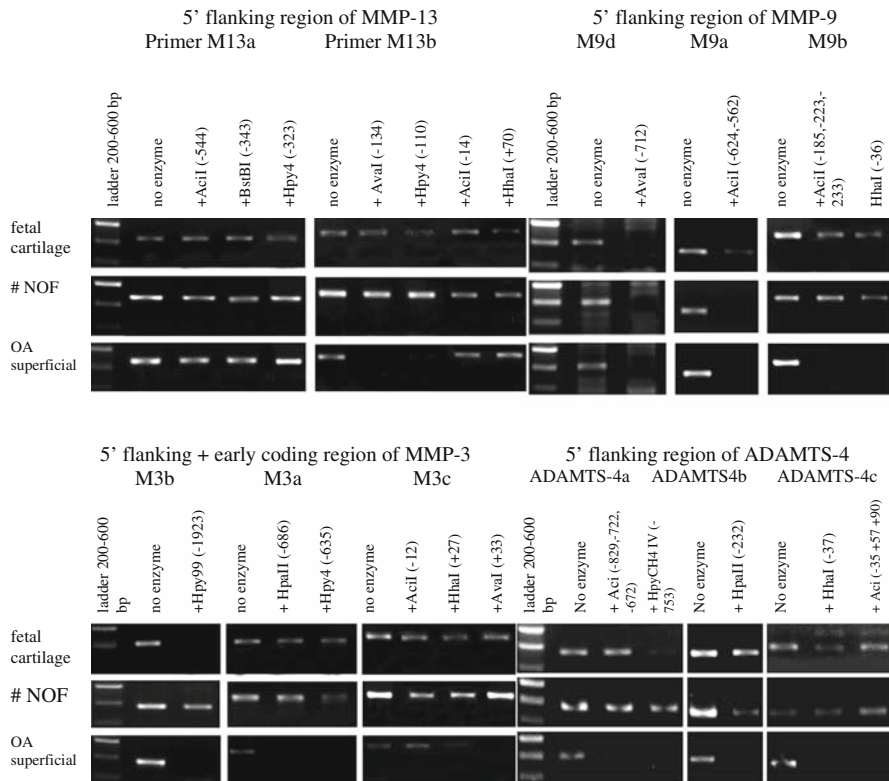 5' flanking region of MMP-13
5' flanking region of MMP-9
Primer M13a
Primer M13b
M9d
M9a
M9b
ladder 200-600 bp
no enzyme
+AciI (-544)
+BstBI (-343)
+Hpy4 (-323)
no enzyme
+ AvaI (-134)
+Hpy4 (-110)
+AciI (-14)
+HhaI (+70)
ladder 200-600 bp
no enzyme
+AvaI (-712)
no enzyme
+AciI (-624,-562)
no enzyme
+AciI (-185,-223,-
233)
HhaI (-36)
fetal
cartilage
# NOF
OA
superficial
5' flanking + early coding region of MMP-3
5' flanking region of ADAMTS-4
M3b
M3a
M3c
ADAMTS-4a
ADAMTS4b
ADAMTS-4c
ladder 200-600
bp
no enzyme
+Hpy99 (-1923)
no enzyme
+ HpaII (-686)
+Hpy4 (-635)
no enzyme
+AciI (-12)
+HhaI (+27)
+AvaI (+33)
ladder 200-600
bp
No enzyme
+ Aci (-829,-722,
-672)
+ HpyCH4 IV (-
753)
No enzyme
+ HpaII (-232)
No enzyme
+ HhaI (-37)
+ Aci (-35 +57 +90)
fetal
cartilage
# NOF
OA
superficial